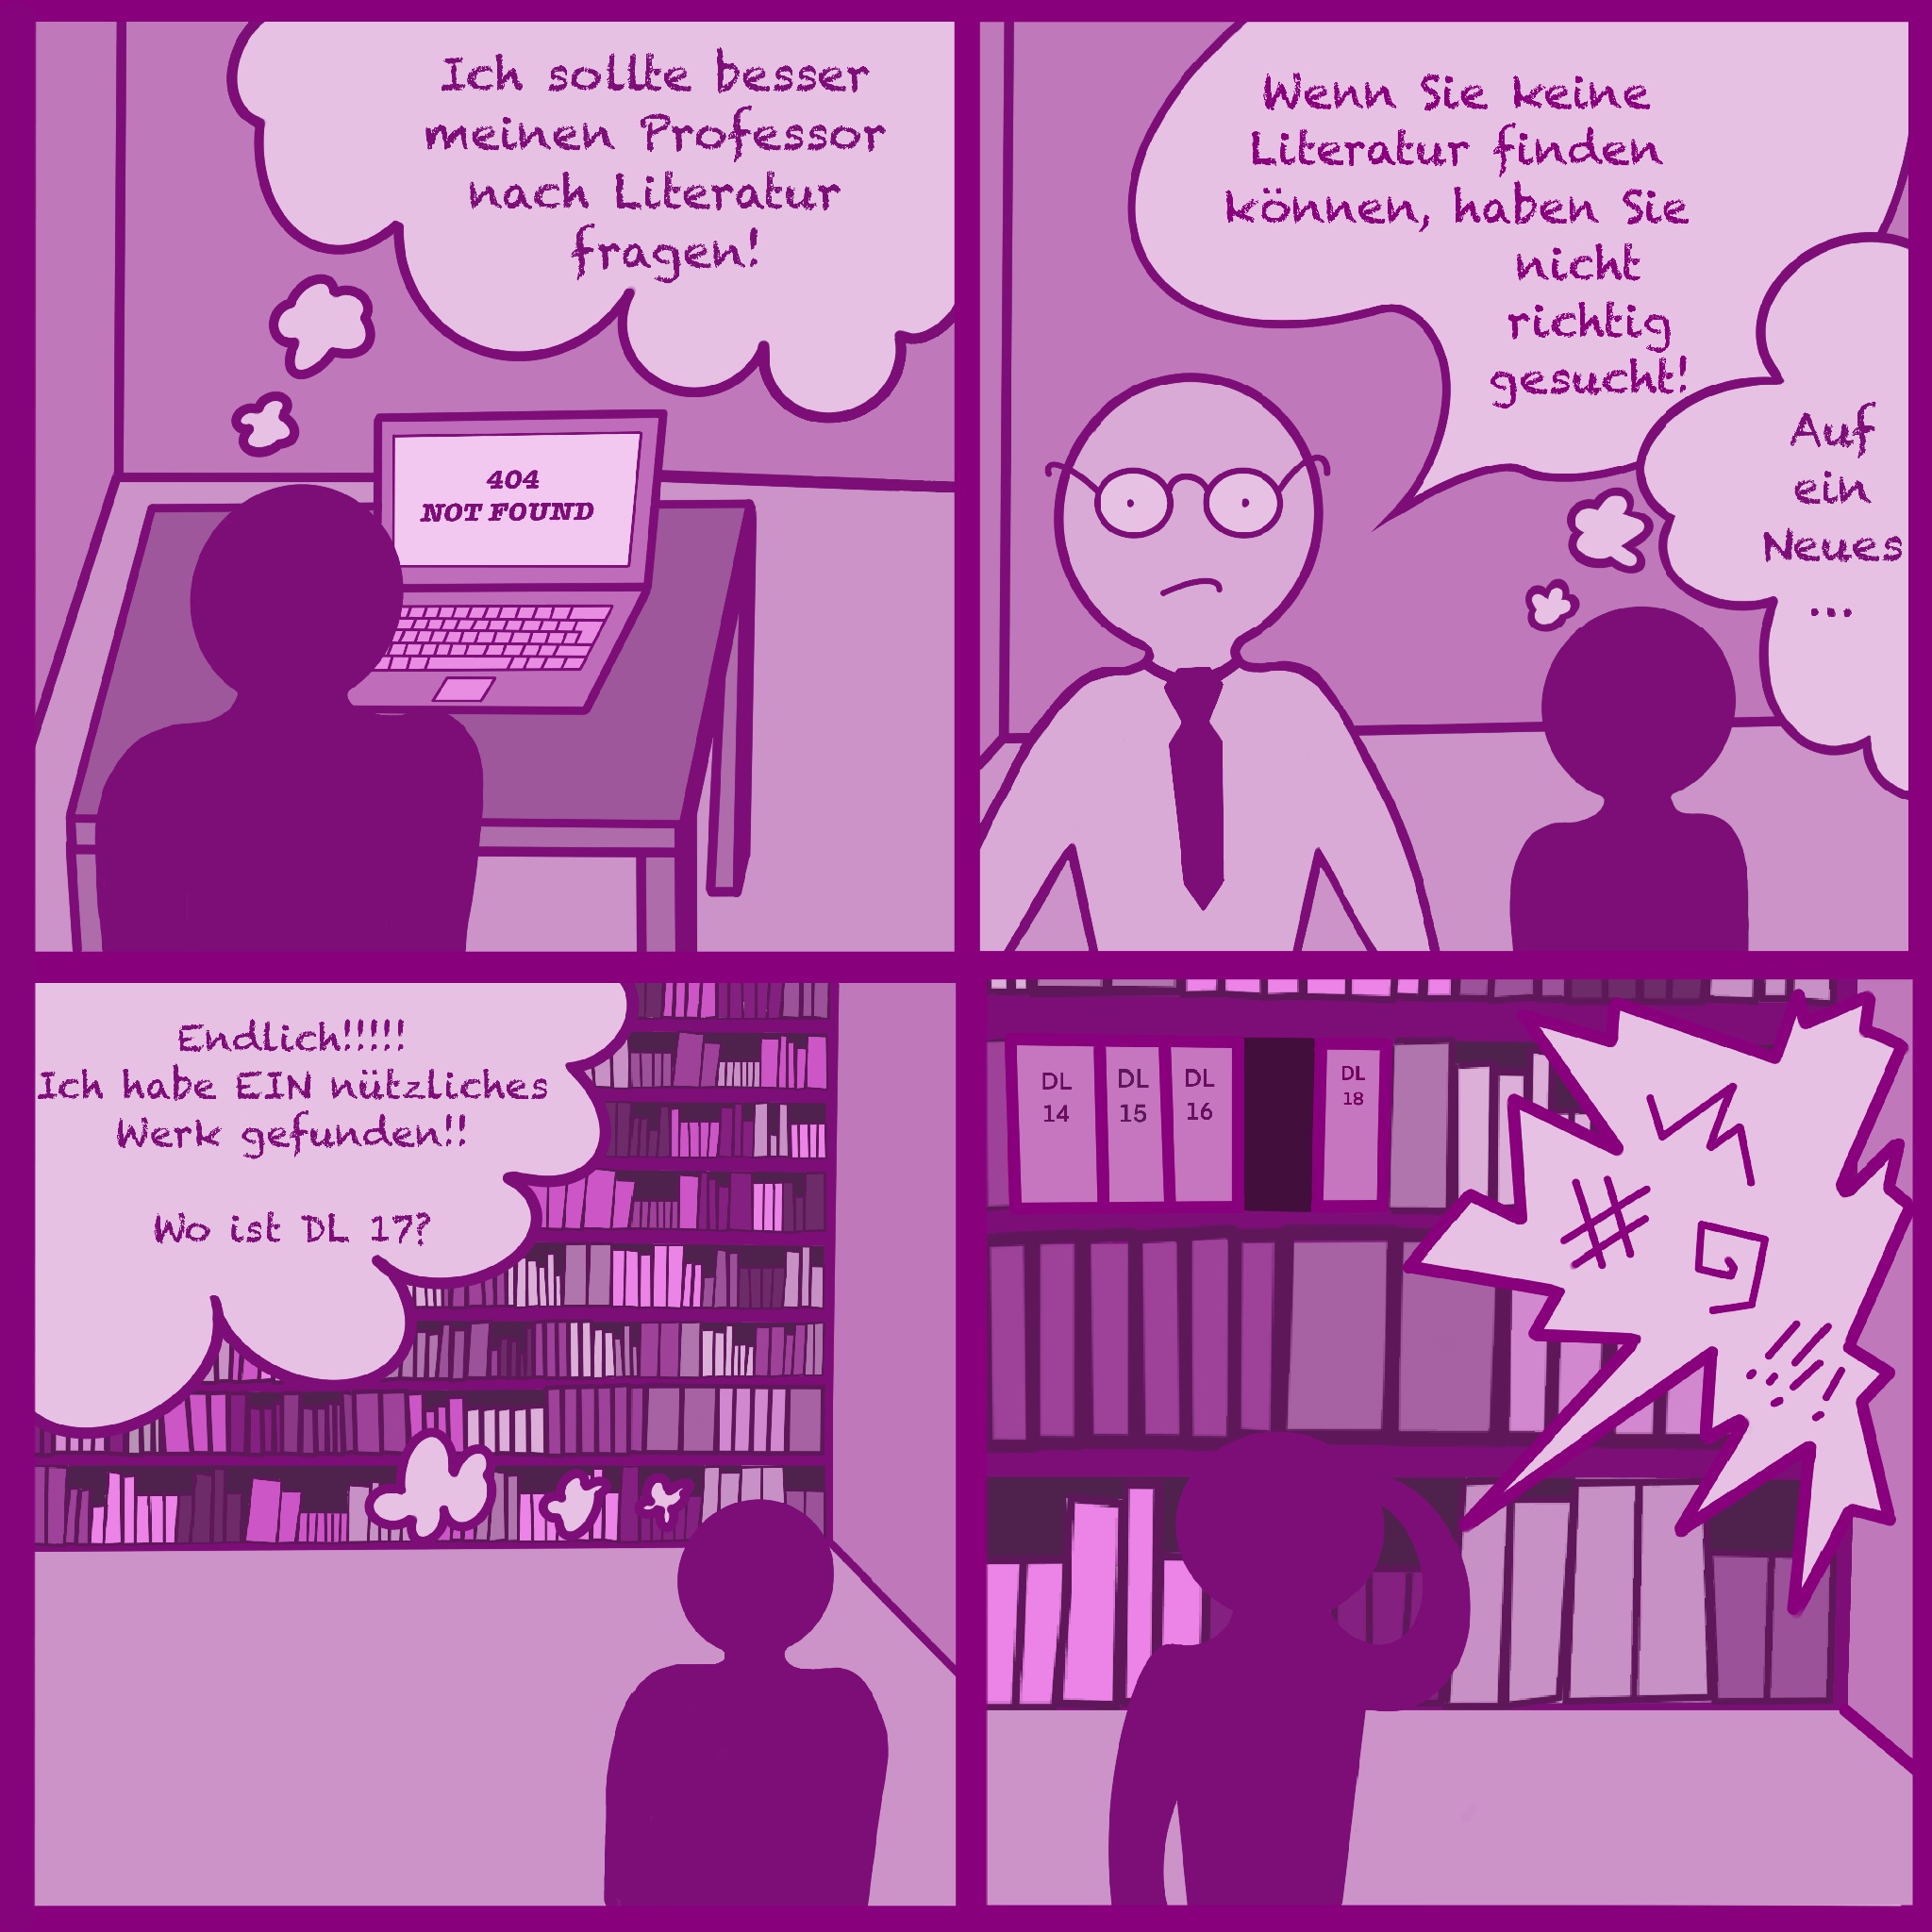 Ich sollte besser
meinen Professor
nach Literatur
fragen!
404
NOT FOUND
Wenn Sie keine
Literatur finden
können, haben Sie
nicht
richtig
gesucht!
Auf
ein
Neues
...
Endlich!!!!!
Ich habe EIN nützliches
Werk gefunden!!
Wo ist DL 17?
DL
14
DL
15
DL
16
DL
18